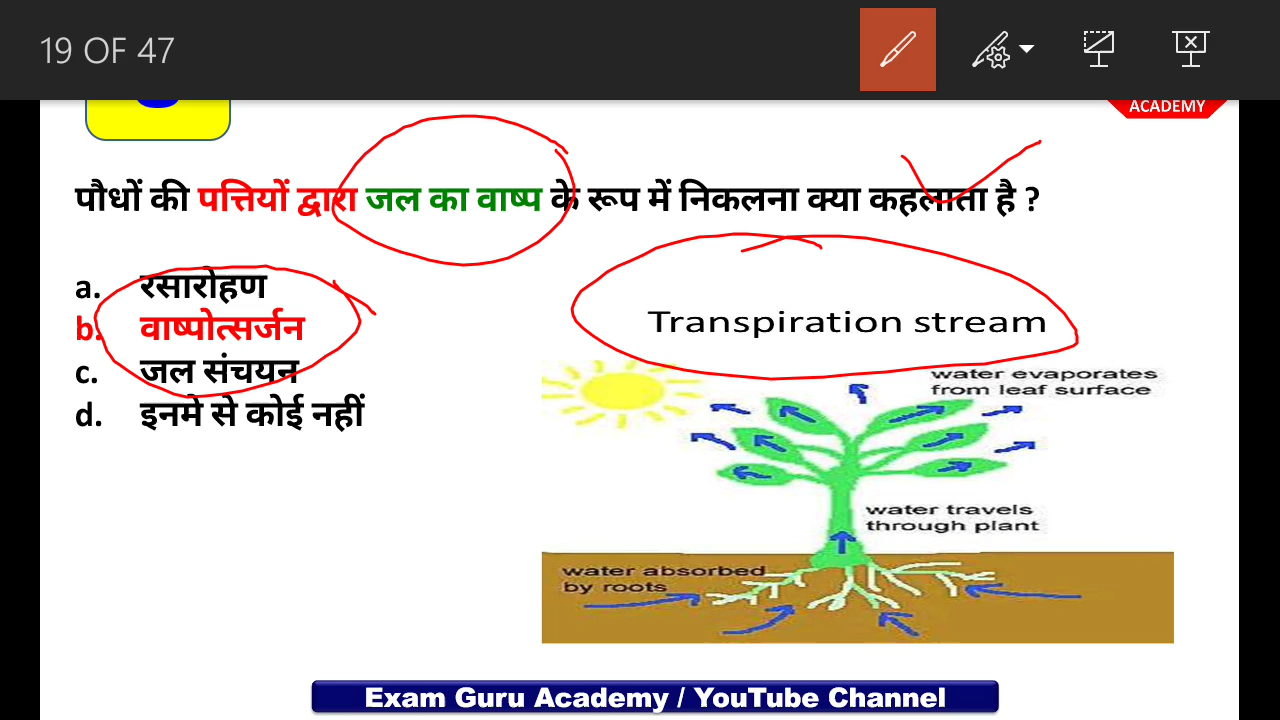 19 OF 47
ACADEMY
पौधों की पत्तियों द्वारा जल का वाष्प के रूप में निकलना क्या कहलाता है ?
a. रसारोहण
b. वाष्पोत्सर्जन
c. जल संचयन
d. इनमे से कोई नहीं
Transpiration stream
water evaporates
from leaf surface
water travels
through plant
water absorbed
by roots
Exam Guru Academy / YouTube Channel